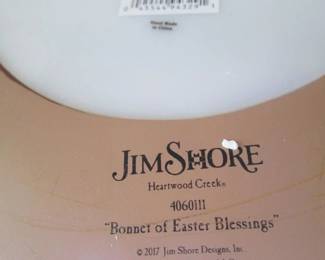 Hand Made
in China
JIM SHORE
Heartwood Creek®
4060111
"Bonnet of Easter Blessings"
© 2017 Jim Shore Designs, Inc.